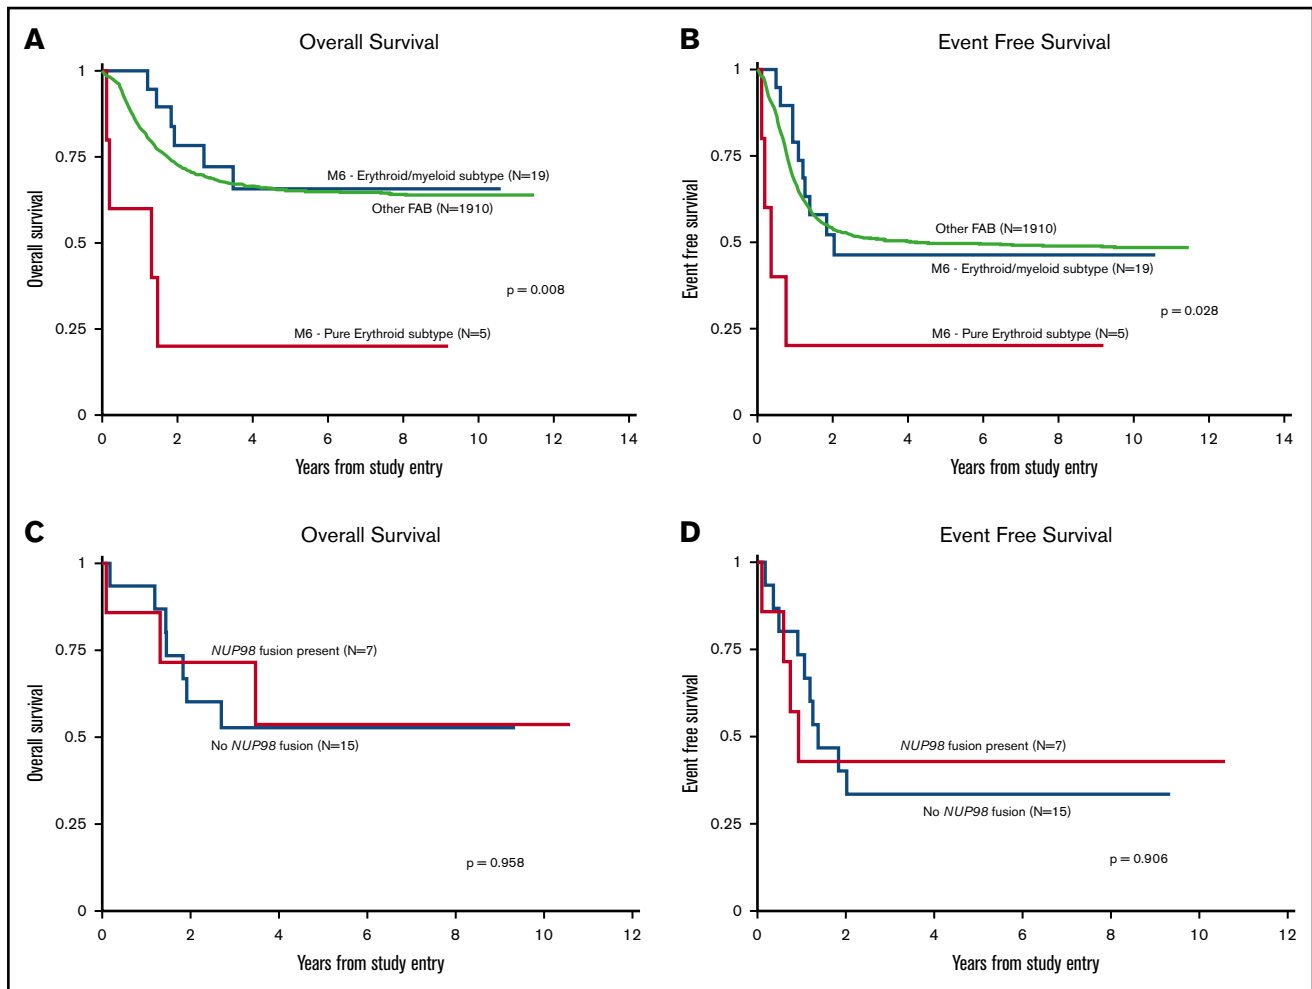 A
Overall Survival
Overall survival
1
0.75
0.5
0.25
0
M6 - Erythroid/myeloid subtype (N=19)
Other FAB (N=1910)
p = 0.008
M6 - Pure Erythroid subtype (N=5)
0 2 4 6 8 10 12 14
Years from study entry
B
Event Free Survival
Event free survival
1
0.75
0.5
0.25
0
Other FAB (N=1910)
M6 - Erythroid/myeloid subtype (N=19)
p = 0.028
M6 - Pure Erythroid subtype (N=5)
0 2 4 6 8 10 12 14
Years from study entry
C
Overall Survival
Overall survival
1
0.75
0.5
0.25
0
NUP98 fusion present (N=7)
No NUP98 fusion (N=15)
p = 0.958
0 2 4 6 8 10 12
Years from study entry
D
Event Free Survival
Event free survival
1
0.75
0.5
0.25
0
NUP98 fusion present (N=7)
No NUP98 fusion (N=15)
p = 0.906
0 2 4 6 8 10 12
Years from study entry